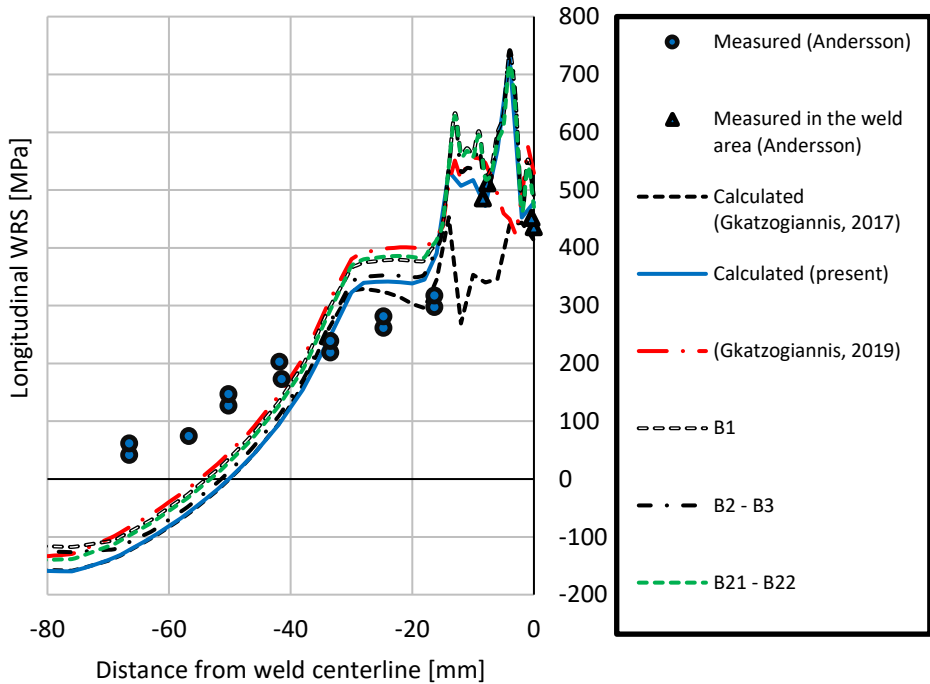 Longitudinal WRS [MPa]
800
700
600
500
400
300
200
100
0
-100
-200
-80
-60
-40
-20
0
Distance from weld centerline [mm]
Measured (Andersson)
Measured in the weld
area (Andersson)
Calculated
(Gkatzogiannis, 2017)
Calculated (present)
(Gkatzogiannis, 2019)
B1
B2 - B3
B21 - B22